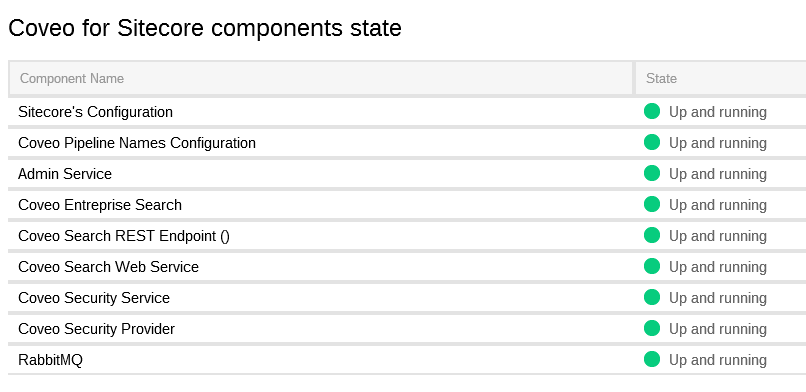 Coveo for Sitecore components state
Component Name State
Sitecore's Configuration Up and running
Coveo Pipeline Names Configuration Up and running
Admin Service Up and running
Coveo Entreprise Search Up and running
Coveo Search REST Endpoint () Up and running
Coveo Search Web Service Up and running
Coveo Security Service Up and running
Coveo Security Provider Up and running
RabbitMQ Up and running